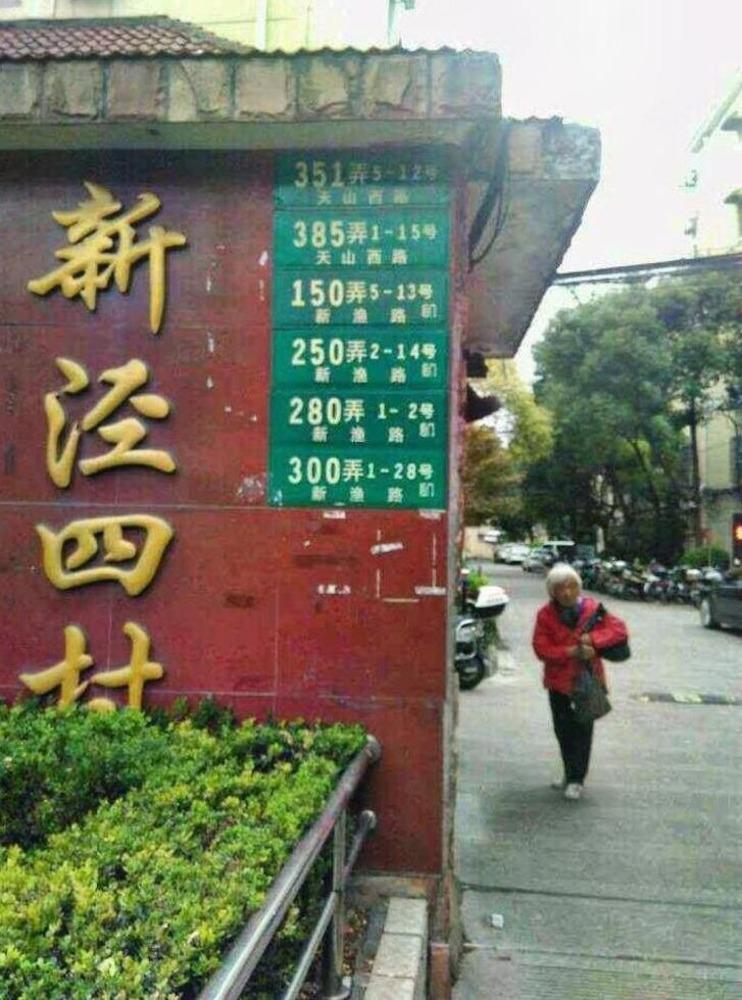 新泾四村
351弄5-12号
天山西路
385弄1-15号
天山西路
150弄5-13号
新渔路
250弄2-14号
新渔路
280弄1-2号
新渔路
300弄1-28号
新渔路